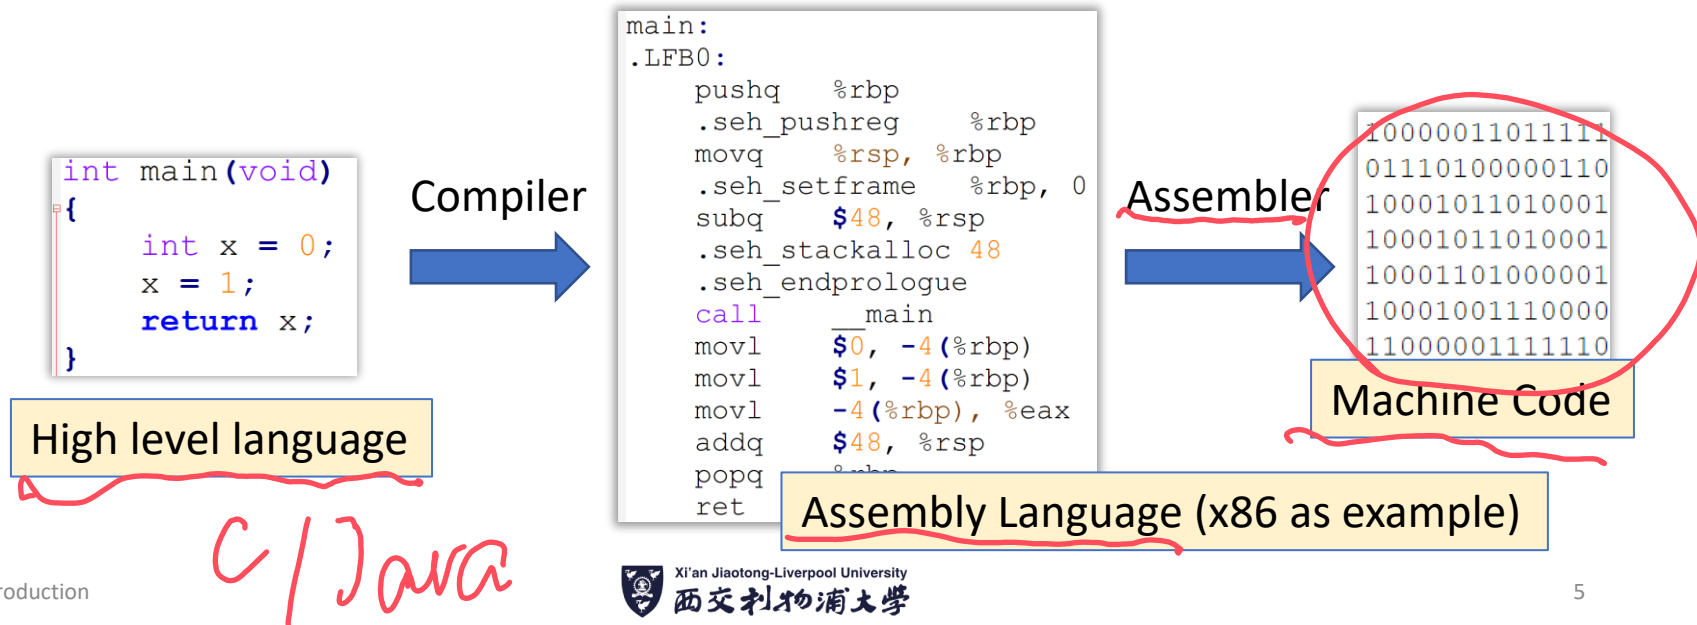 int main(void)
{
int x = 0;
x = 1;
return x;
}
High level language
C/Java
Compiler
main:
.LFB0:
pushq %rbp
.seh_pushreg %rbp
movq %rsp, %rbp
.seh_setframe %rbp, 0
subq $48, %rsp
.seh_stackalloc 48
.seh_endprologue
call __main
movl $0, -4(%rbp)
movl $1, -4(%rbp)
movl -4(%rbp), %eax
addq $48, %rsp
popq
ret
Assembly Language (x86 as example)
Assembler
10000011011111
01110100000110
10001011010001
10001011010001
10001101000001
10001001110000
11000001111110
Machine Code
roduction
Xi'an Jiaotong-Liverpool University
西交利物浦大學
5